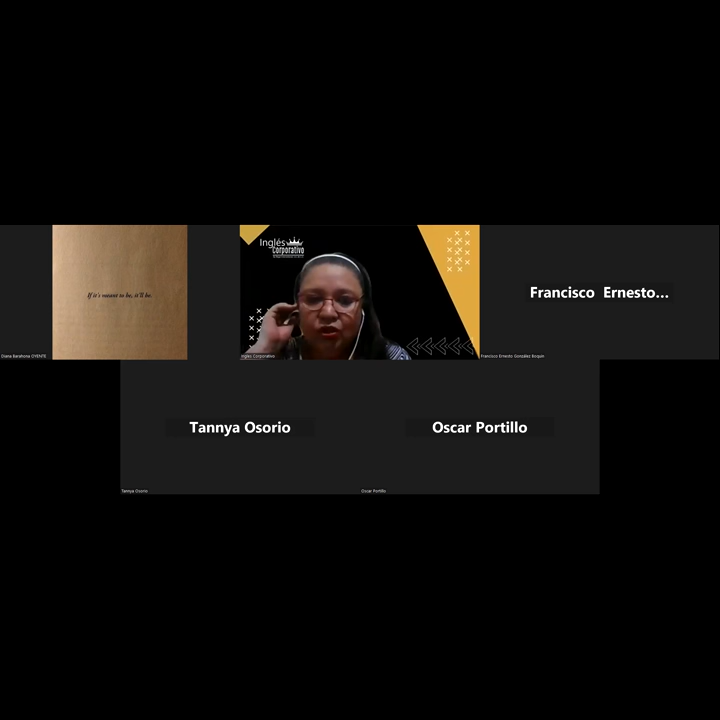 If it's meant to be, it'll be.
Diana Barahona OYENTE
Inglés
Corporativo
Inglés Corporativo
Francisco Ernesto...
Francisco Ernesto González Roquin
Tannya Osorio
Tannya Osorio
Oscar Portillo
Oscar Portillo